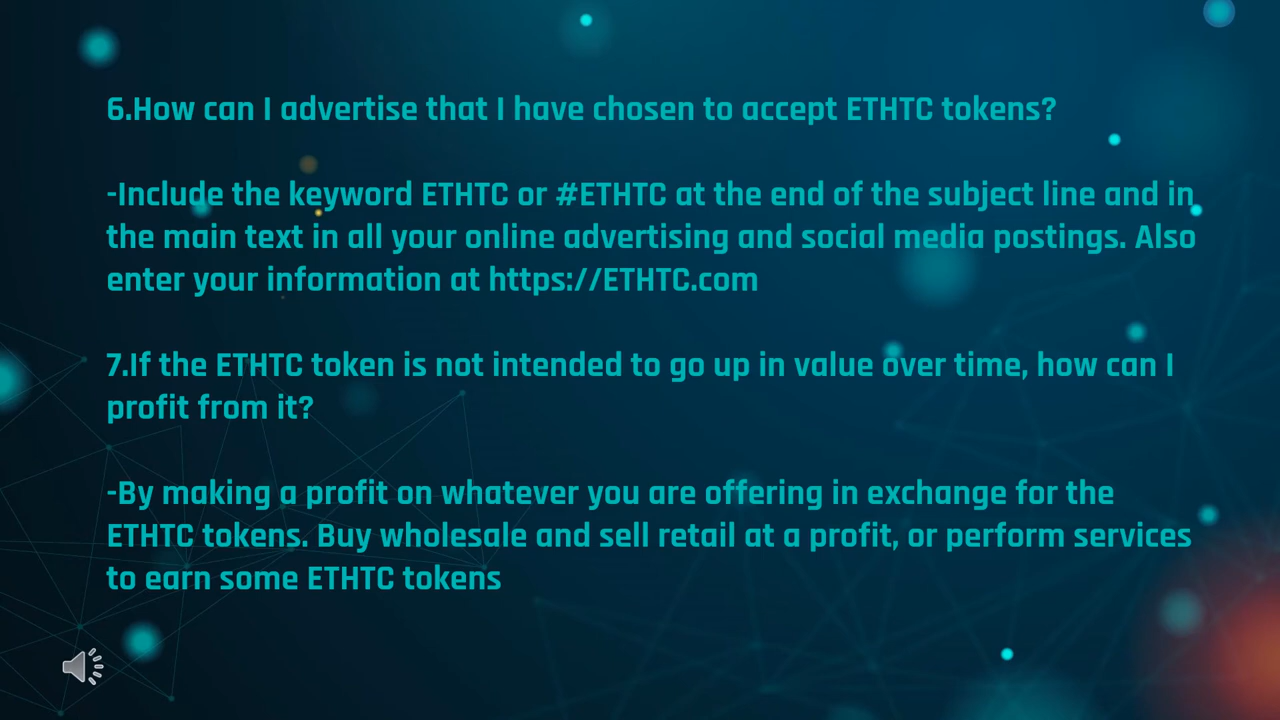 6.How can I advertise that I have chosen to accept ETHTC tokens?
-Include the keyword ETHTC or #ETHTC at the end of the subject line and in
the main text in all your online advertising and social media postings. Also
enter your information at https://ETHTC.com
7.If the ETHTC token is not intended to go up in value over time, how can I
profit from it?
-By making a profit on whatever you are offering in exchange for the
ETHTC tokens. Buy wholesale and sell retail at a profit, or perform services
to earn some ETHTC tokens